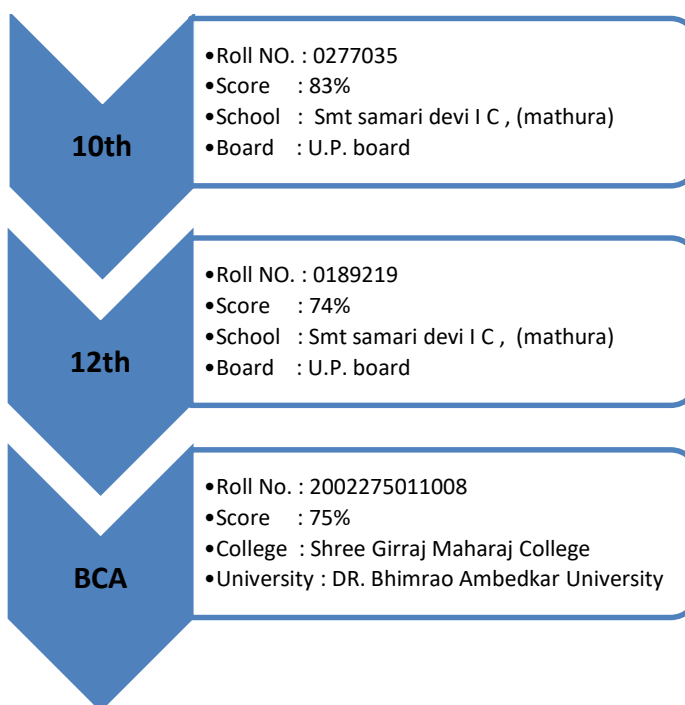 10th
•Roll NO. : 0277035
•Score : 83%
•School : Smt samari devi I C , (mathura)
•Board : U.P. board
12th
•Roll NO. : 0189219
•Score : 74%
•School : Smt samari devi I C , (mathura)
•Board : U.P. board
BCA
•Roll No. : 2002275011008
•Score : 75%
•College : Shree Girraj Maharaj College
•University : DR. Bhimrao Ambedkar University